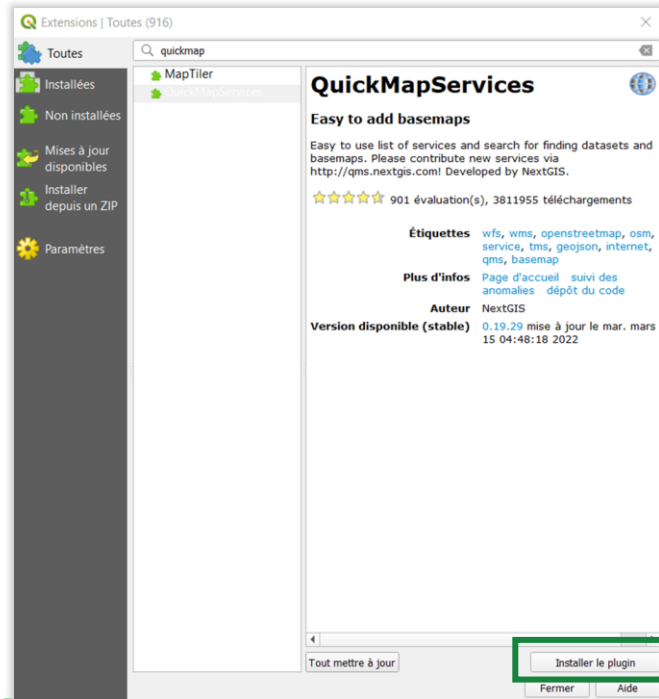 Extensions | Toutes (916)
Toutes
quickmap
Installées
Non installées
Mises à jour
disponibles
Installer
depuis un ZIP
Paramètres
MapTiler
QuickMapServices
QuickMapServices
Easy to add basemaps
Easy to use list of services and search for finding datasets and
basemaps. Please contribute new services via
http://qms.nextgis.com! Developed by NextGIS.
901 évaluation(s), 3811955 téléchargements
Étiquettes wfs, wms, openstreetmap, osm,
service, tms, geojson, internet,
qms, basemap
Plus d'infos Page d'accueil suivi des
anomalies dépôt du code
Auteur NextGIS
Version disponible (stable) 0.19.29 mise à jour le mar. mars
15 04:48:18 2022
Tout mettre à jour
Installer le plugin
Fermer
Aide